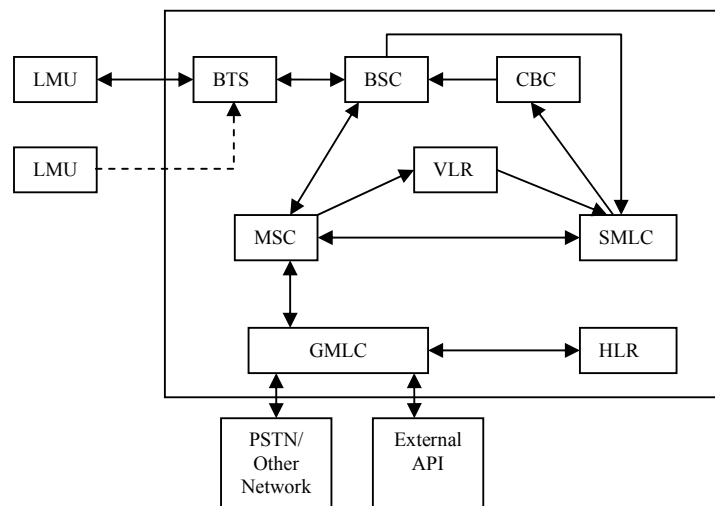 LMU
BTS
BSC
CBC
LMU
VLR
MSC
SMLC
GMLC
HLR
PSTN/
Other
Network
External
API